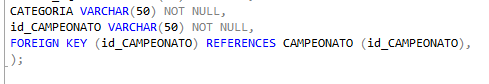 CATEGORIA VARCHAR(50) NOT NULL,
id_CAMPEONATO VARCHAR(50) NOT NULL,
FOREIGN KEY (id_CAMPEONATO) REFERENCES CAMPEONATO (id_CAMPEONATO),
);